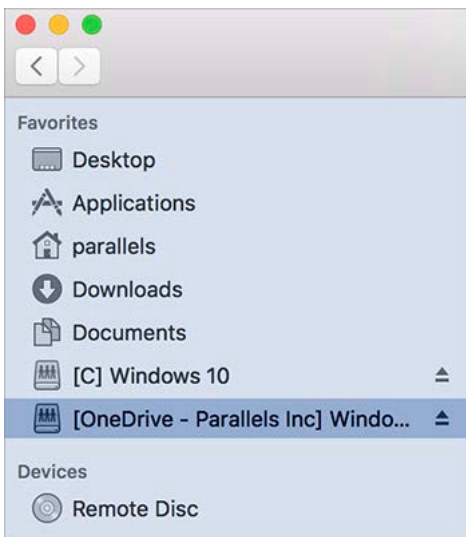 Favorites
Desktop
Applications
parallels
Downloads
Documents
[C] Windows 10
[OneDrive - Parallels Inc] Windo...
Devices
Remote Disc